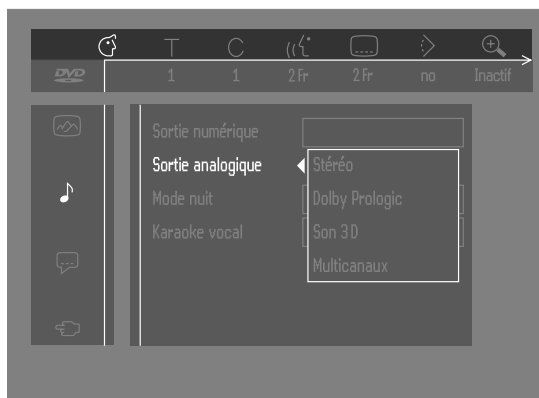 T C
DVD 1 1 2 Fr 2 Fr no Inactif
Sortie numérique
Sortie analogique
Stéréo
Mode nuit
Dolby Prologic
Karaoke vocal
Son 3D
Multicanaux